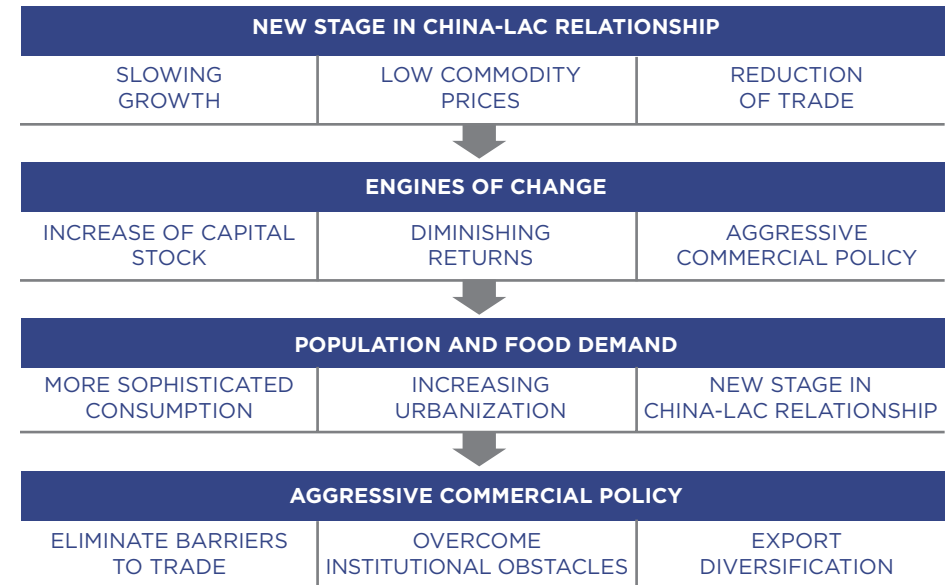 NEW STAGE IN CHINA-LAC RELATIONSHIP
SLOWING
GROWTH
LOW COMMODITY
PRICES
REDUCTION
OF TRADE
ENGINES OF CHANGE
INCREASE OF CAPITAL
STOCK
DIMINISHING
RETURNS
AGGRESSIVE
COMMERCIAL POLICY
POPULATION AND FOOD DEMAND
MORE SOPHISTICATED
CONSUMPTION
INCREASING
URBANIZATION
NEW STAGE IN
CHINA-LAC RELATIONSHIP
AGGRESSIVE COMMERCIAL POLICY
ELIMINATE BARRIERS
TO TRADE
OVERCOME
INSTITUTIONAL OBSTACLES
EXPORT
DIVERSIFICATION